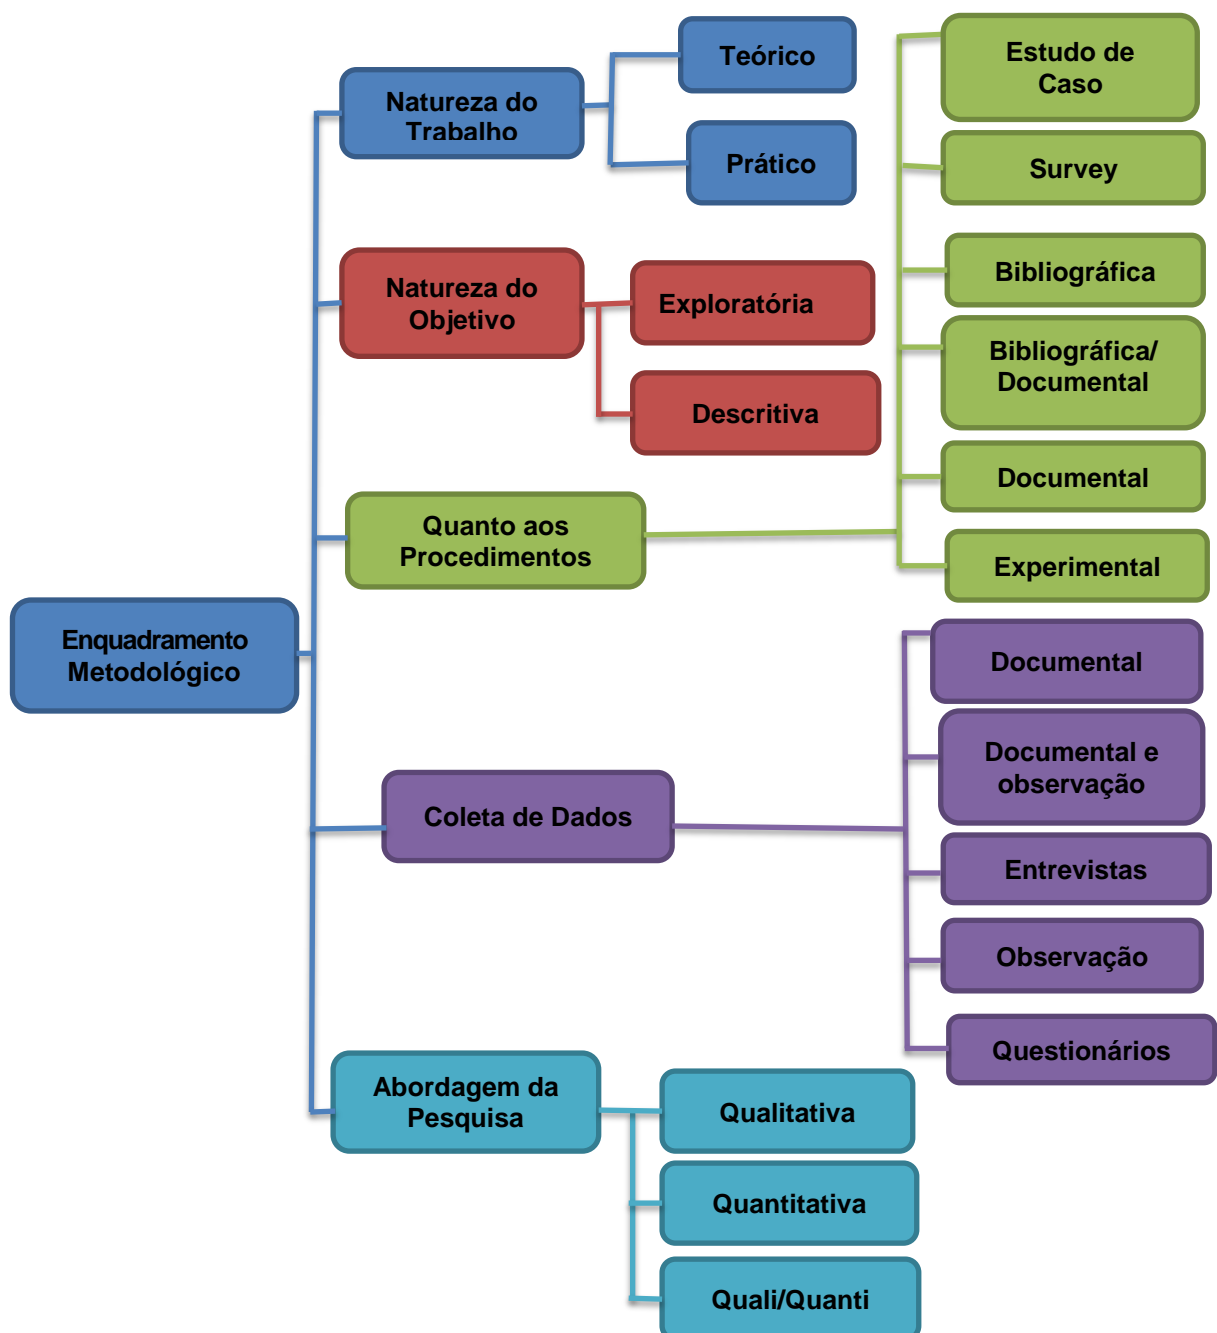 Enquadramento
Metodológico
Natureza do
Trabalho
Teórico
Prático
Natureza do
Objetivo
Exploratória
Descritiva
Quanto aos
Procedimentos
Estudo de
Caso
Survey
Bibliográfica
Bibliográfica/
Documental
Documental
Experimental
Coleta de Dados
Documental
Documental e
observação
Entrevistas
Observação
Questionários
Abordagem da
Pesquisa
Qualitativa
Quantitativa
Quali/Quanti